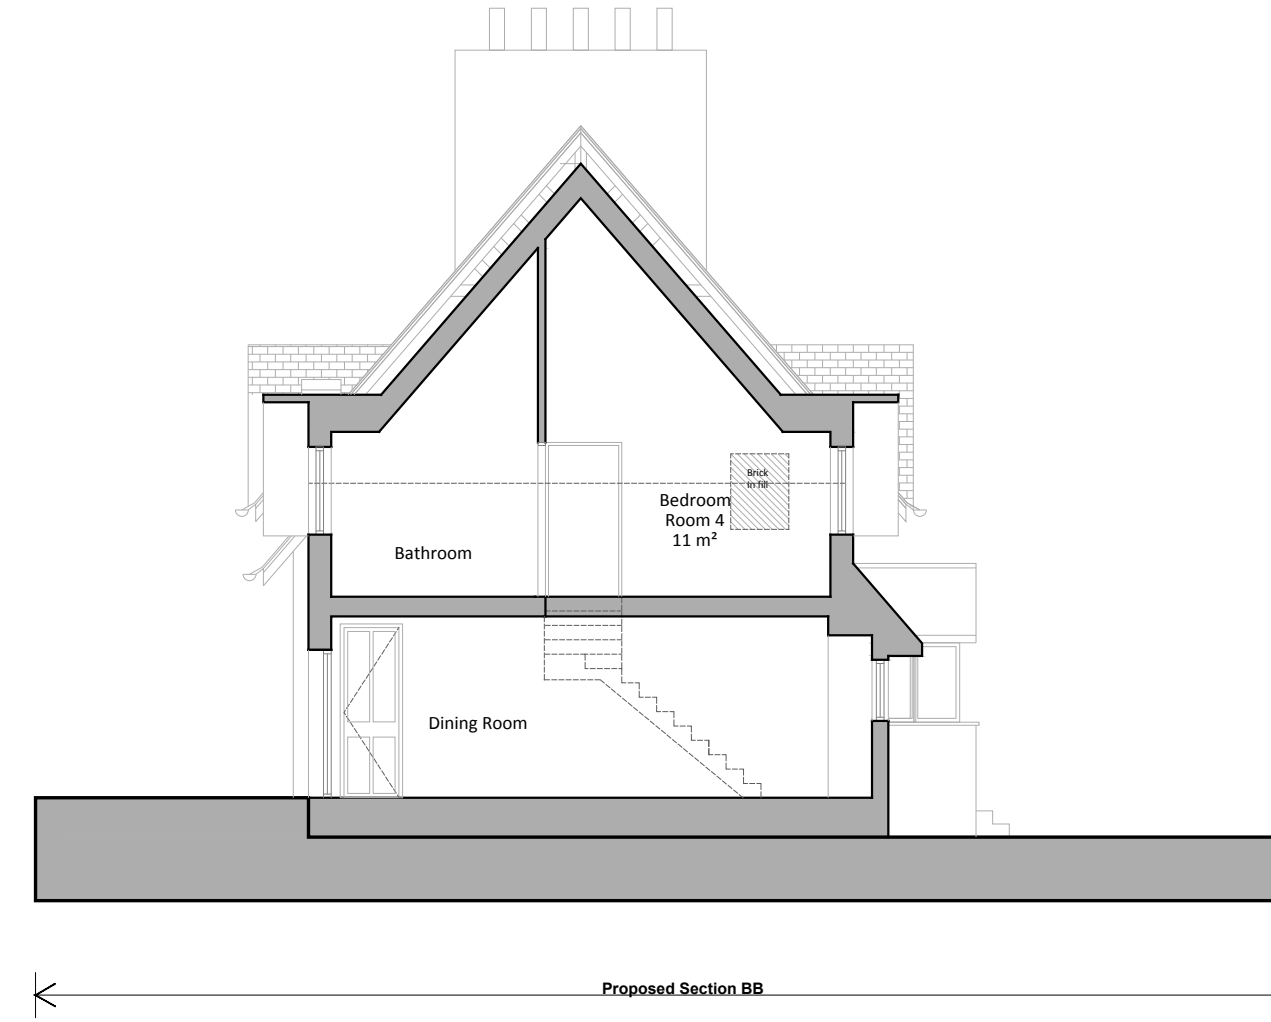 Brick
in fill
Bedroom
Room 4
11 m²
Bathroom
Dining Room
Proposed Section BB